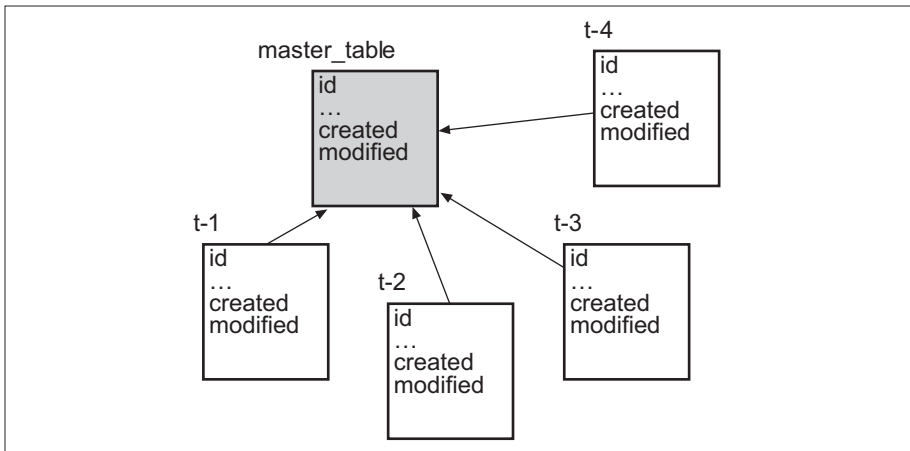 master_table
id
…
created
modified
t-4
id
…
created
modified
t-1
id
…
created
modified
t-2
id
…
created
modified
t-3
id
…
created
modified